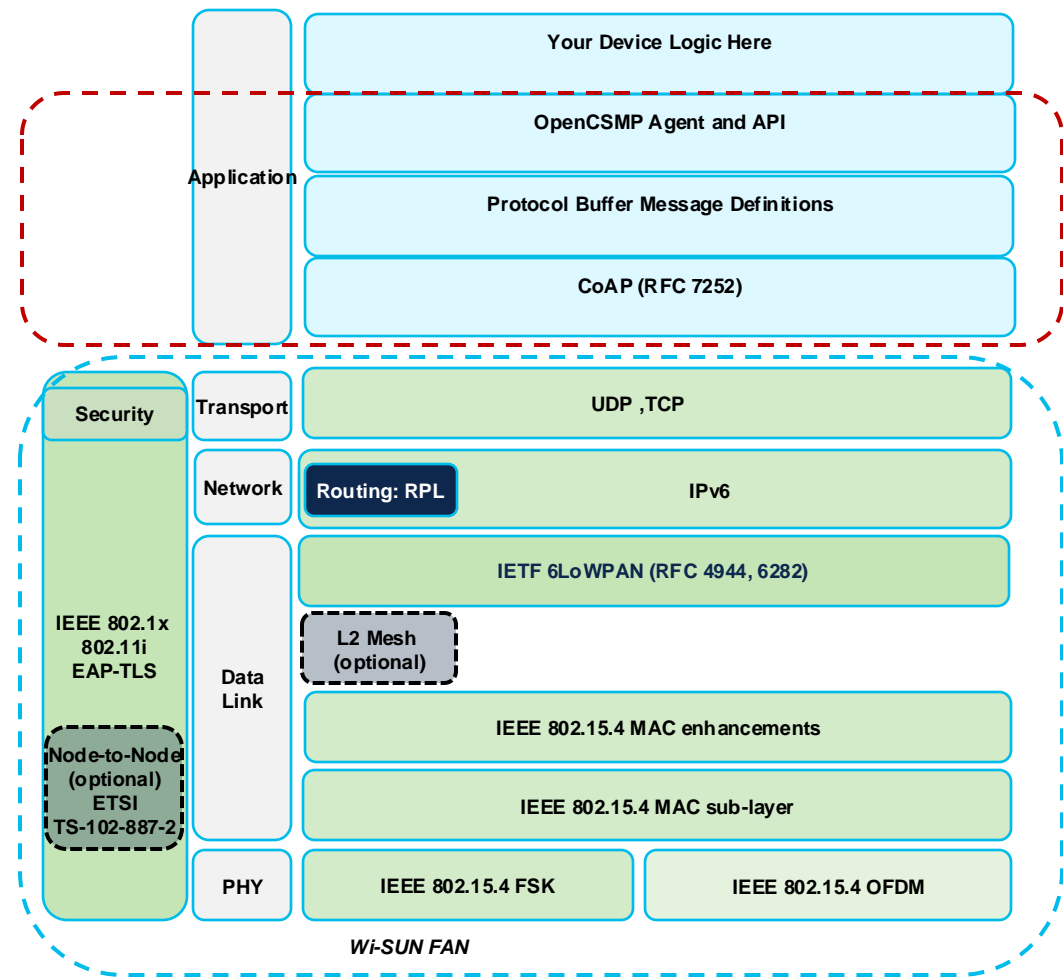 Your Device Logic Here
Application
OpenCSMP Agent and API
Protocol Buffer Message Definitions
CoAP (RFC 7252)
Security
Transport
UDP ,TCP
Network
Routing: RPL
IPv6
IETF 6LoWPAN (RFC 4944, 6282)
IEEE 802.1x
802.11i
EAP-TLS
Data
Link
L2 Mesh
(optional)
IEEE 802.15.4 MAC enhancements
Node-to-Node
(optional)
ETSI
TS-102-887-2
IEEE 802.15.4 MAC sub-layer
PHY
IEEE 802.15.4 FSK
IEEE 802.15.4 OFDM
Wi-SUN FAN